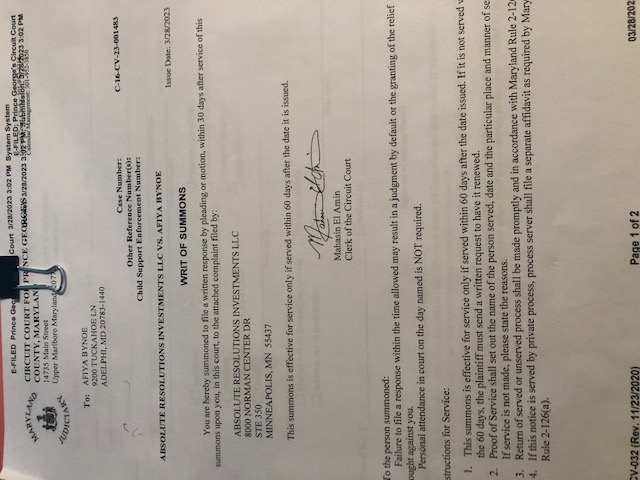 E-FILED Prince Geo Court 3/28/2023 3:02 PM System System
E-FILED; Prince George's Circuit Court
3/28/2023 3:02 PM; Submission: 3/28/2023 3:02 PM
Calendar Management: 301-952-3850
MARYLAND
JUDICIARY
CIRCUIT COURT FOR PRINCE GEORGE'S
COUNTY, MARYLAN
14735 Main Street
Upper Marlboro Maryland 2077
To: AFIYA BYNOE
9200 TUCKAHOE LN
ADELPHI, MD 20783-1440
Case Number: C-16-CV-23-001483
Other Reference Number(s):
Child Support Enforcement Number:
ABSOLUTE RESOLUTIONS INVESTMENTS LLC VS. AFIYA BYNOE
Issue Date: 3/28/2023
WRIT OF SUMMONS
You are hereby summoned to file a written response by pleading or motion, within 30 days after service of this
summons upon you, in this court, to the attached complaint filed by:
ABSOLUTE RESOLUTIONS INVESTMENTS LLC
8000 NORMAN CENTER DR
STE 350
MINNEAPOLIS, MN 55437
This summons is effective for service only if served within 60 days after the date it is issued.
Mahasin El Amin
Mahasin El Amin
Clerk of the Circuit Court
To the person summoned:
Failure to file a response within the time allowed may result in a judgment by default or the granting of the relief
ought against you.
Personal attendance in court on the day named is NOT required.
structions for Service:
1. This summons is effective for service only if served within 60 days after the date issued. If it is not served w
the 60 days, the plaintiff must send a written request to have it renewed.
2. Proof of Service shall set out the name of the person served, date and the particular place and manner of se
If service is not made, please state the reasons.
3. Return of served or unserved process shall be made promptly and in accordance with Maryland Rule 2-126
4. If this notice is served by private process, process server shall file a separate affidavit as required by Mary
Rule 2-126(a).
CV-032 (Rev. 11/23/2020) Page 1 of 2 03/28/202